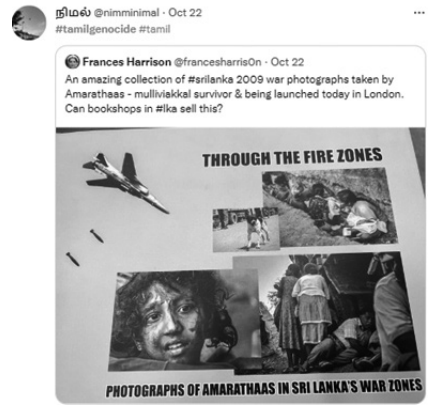 நிமல் @nimminimal · Oct 22
#tamilgenocide #tamil
Frances Harrison @francesharris0n · Oct 22
An amazing collection of #srilanka 2009 war photographs taken by
Amarathaas - mulliviakkal survivor & being launched today in London.
Can bookshops in #lka sell this?
THROUGH THE FIRE ZONES
PHOTOGRAPHS OF AMARATHAAS IN SRI LANKA'S WAR ZONES